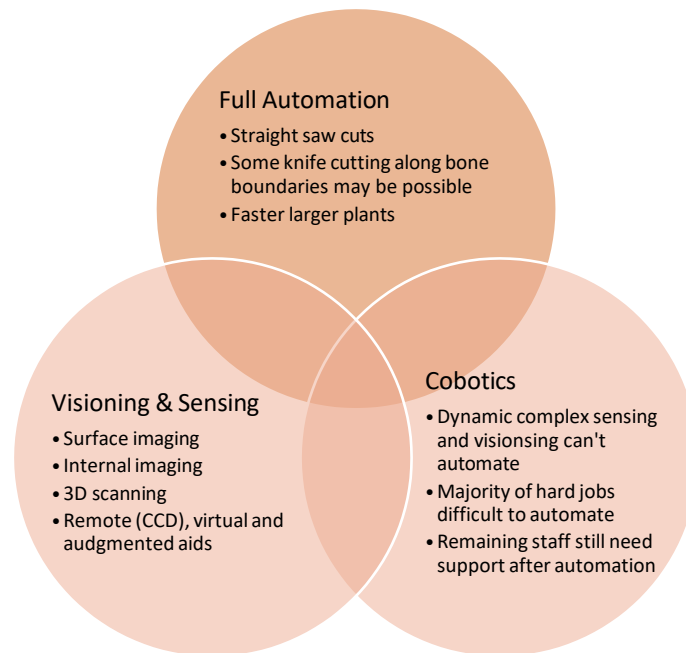 Full Automation
• Straight saw cuts
• Some knife cutting along bone
boundaries may be possible
• Faster larger plants
Visioning & Sensing
• Surface imaging
• Internal imaging
• 3D scanning
• Remote (CCD), virtual and
audgmented aids
Cobotics
• Dynamic complex sensing
and visionsing can't
automate
• Majority of hard jobs
difficult to automate
• Remaining staff still need
support after automation